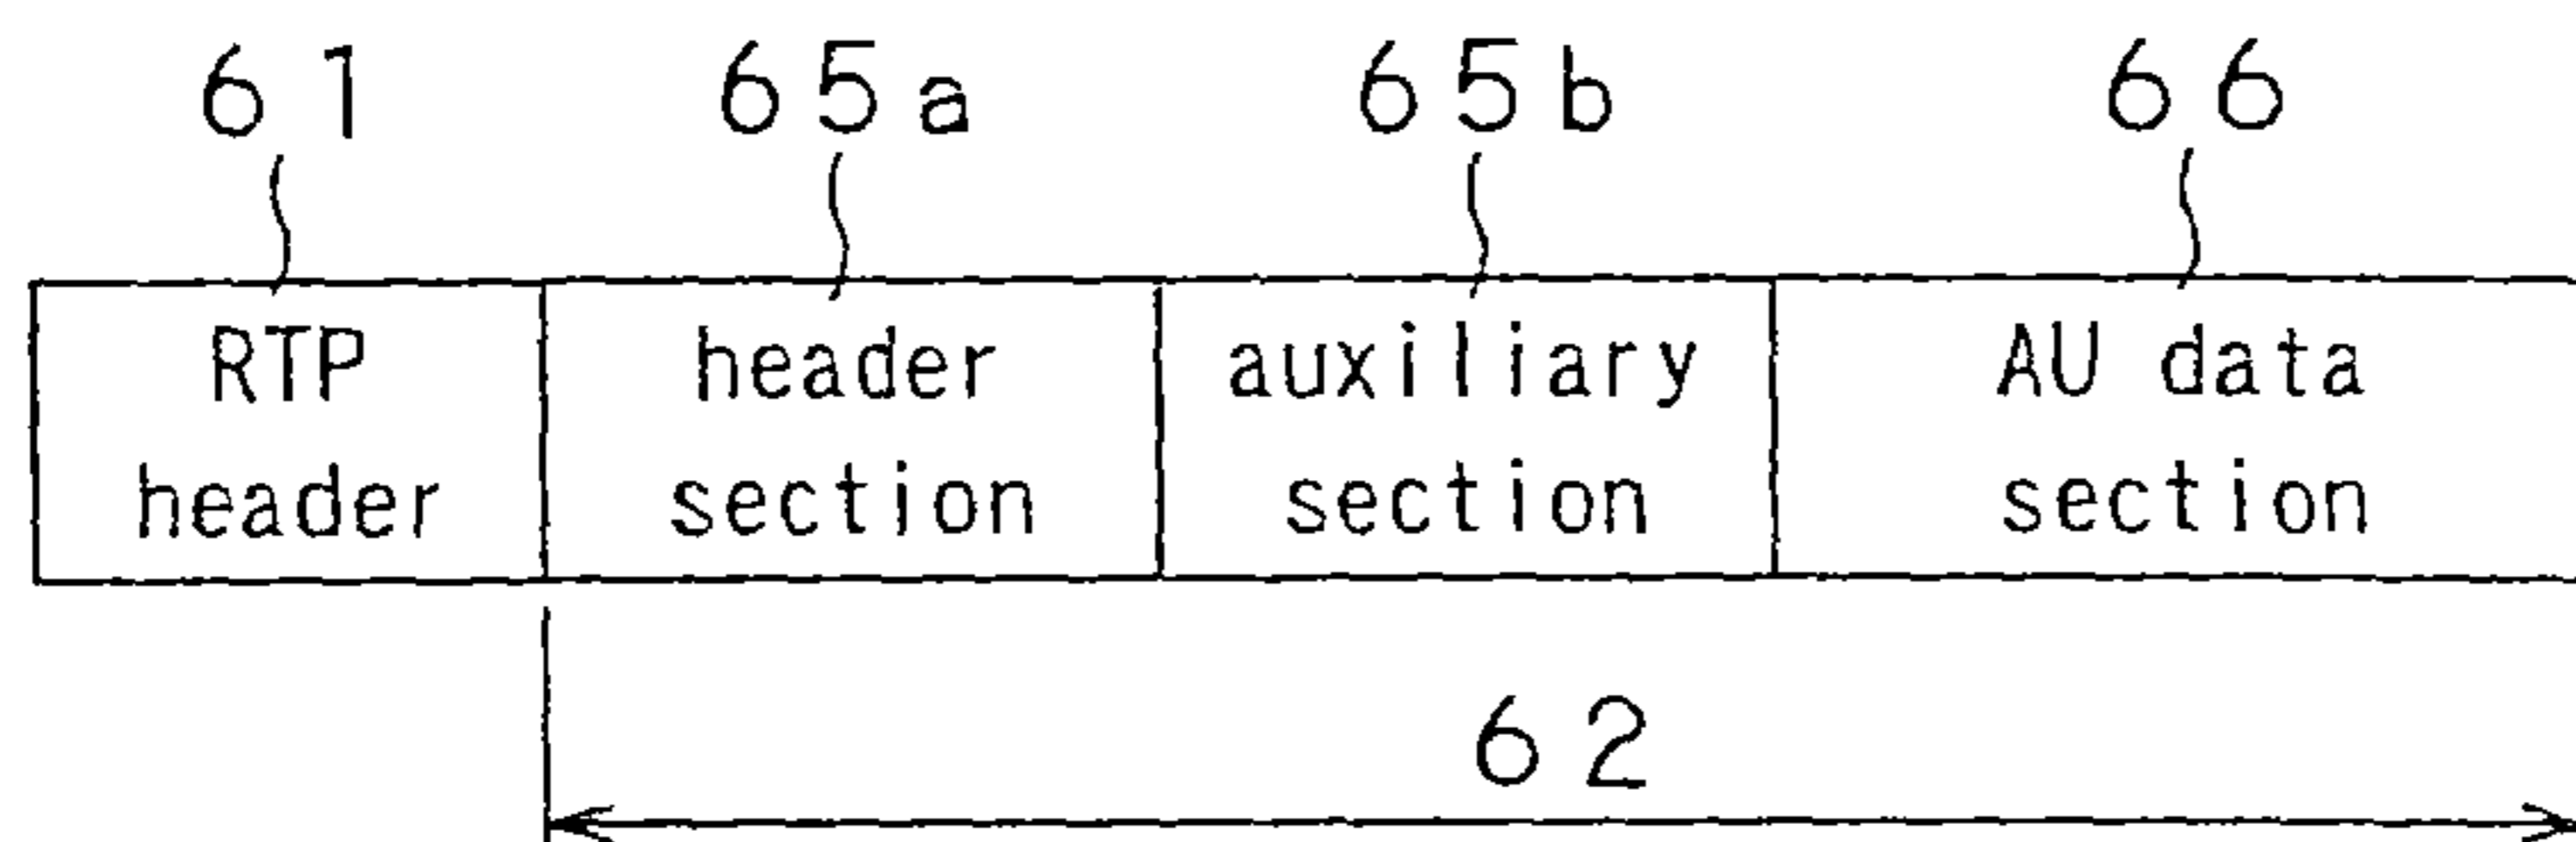 61 65a 65b 66
RTP header auxiliary AU data
header section section section
62